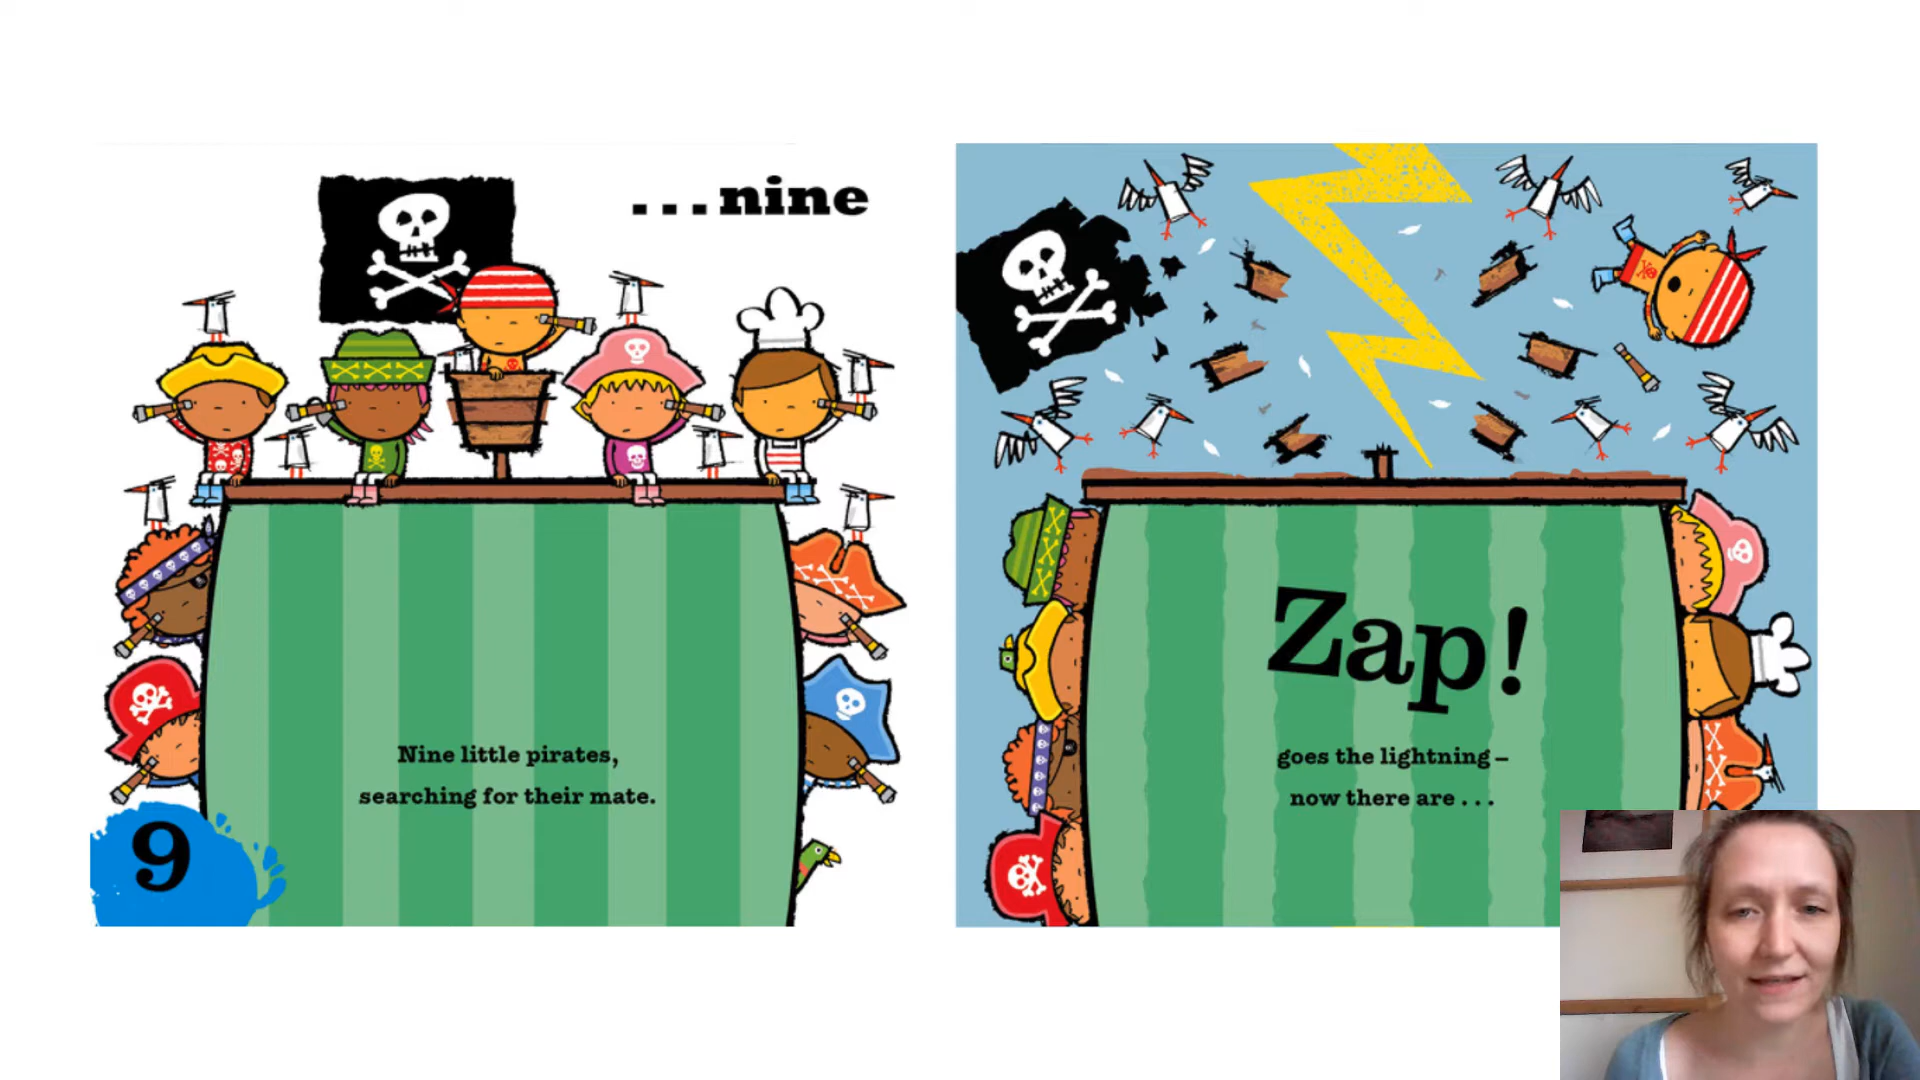 ...nine
Nine little pirates,
searching for their mate.
9
Zap!
goes the lightning –
now there are . . .